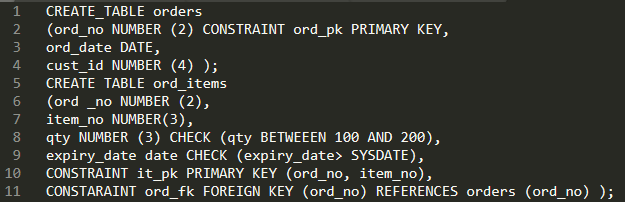 1 CREATE_TABLE orders
2 (ord_no NUMBER (2) CONSTRAINT ord_pk PRIMARY KEY,
3 ord_date DATE,
4 cust_id NUMBER (4) );
5 CREATE TABLE ord_items
6 (ord _no NUMBER (2),
7 item_no NUMBER(3),
8 qty NUMBER (3) CHECK (qty BETWEEEN 100 AND 200),
9 expiry_date date CHECK (expiry_date> SYSDATE),
10 CONSTRAINT it_pk PRIMARY KEY (ord_no, item_no),
11 CONSTARAINT ord_fk FOREIGN KEY (ord_no) REFERENCES orders (ord_no) );